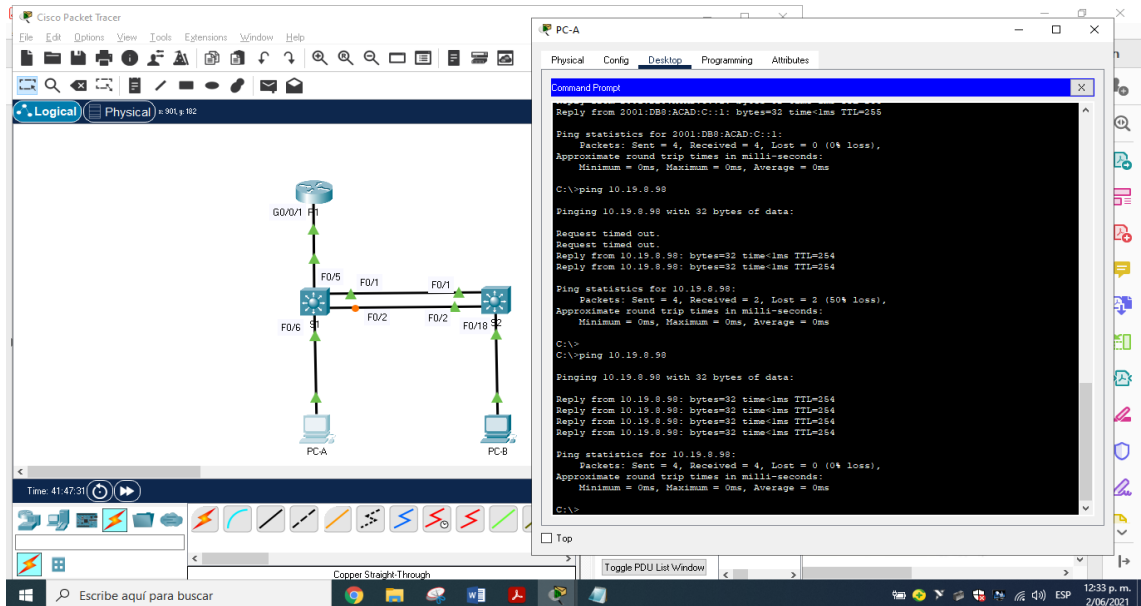 Cisco Packet Tracer
File Edit Options View Tools Extensions Window Help
Logical
Physical
x: 901, y: 182
G0/0/1 R1
F0/5
F0/1
F0/1
F0/2
F0/2
F0/6
S1
F0/18
S2
PC-A
PC-B
Time: 41:47:31
Copper Straight-Through
PC-A
Physical Config Desktop Programming Attributes
Command Prompt
X
Reply from 2001:DB8:ACAD:C::1: bytes=32 time<1ms TTL=255
Ping statistics for 2001:DB8:ACAD:C::1:
Packets: Sent = 4, Received = 4, Lost = 0 (0% loss),
Approximate round trip times in milli-seconds:
Minimum = 0ms, Maximum = 0ms, Average = 0ms
C:\>ping 10.19.8.98
Pinging 10.19.8.98 with 32 bytes of data:
Request timed out.
Request timed out.
Reply from 10.19.8.98: bytes=32 time<1ms TTL=254
Reply from 10.19.8.98: bytes=32 time<1ms TTL=254
Ping statistics for 10.19.8.98:
Packets: Sent = 4, Received = 2, Lost = 2 (50% loss),
Approximate round trip times in milli-seconds:
Minimum = 0ms, Maximum = 0ms, Average = 0ms
C:\>
C:\>ping 10.19.8.98
Pinging 10.19.8.98 with 32 bytes of data:
Reply from 10.19.8.98: bytes=32 time<1ms TTL=254
Reply from 10.19.8.98: bytes=32 time<1ms TTL=254
Reply from 10.19.8.98: bytes=32 time<1ms TTL=254
Reply from 10.19.8.98: bytes=32 time<1ms TTL=254
Ping statistics for 10.19.8.98:
Packets: Sent = 4, Received = 4, Lost = 0 (0% loss),
Approximate round trip times in milli-seconds:
Minimum = 0ms, Maximum = 0ms, Average = 0ms
C:\>
Top
Toggle PDU List Window
Escribe aquí para buscar
ESP
12:33 p. m.
2/06/2021